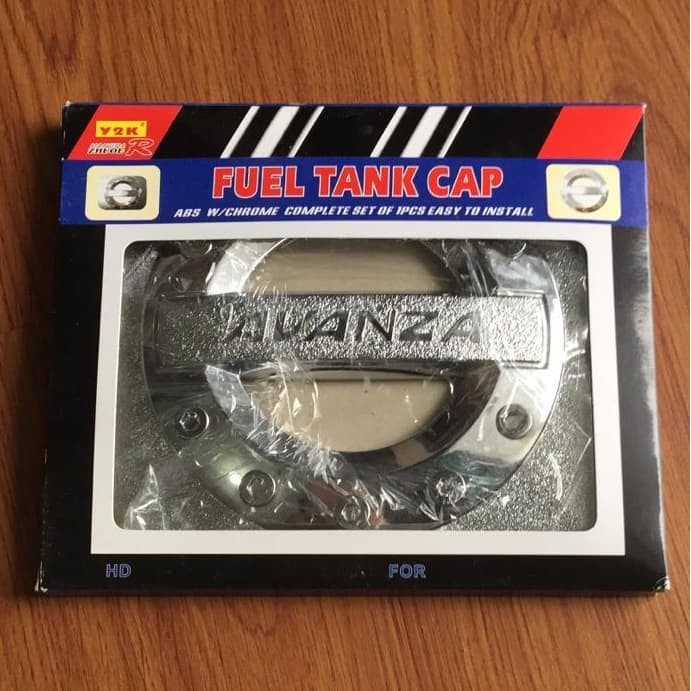 Y2K®
R
FUEL TANK CAP
ABS W/CHROME COMPLETE SET OF 1PCS EASY TO INSTALL
AVANZA
HD
FOR